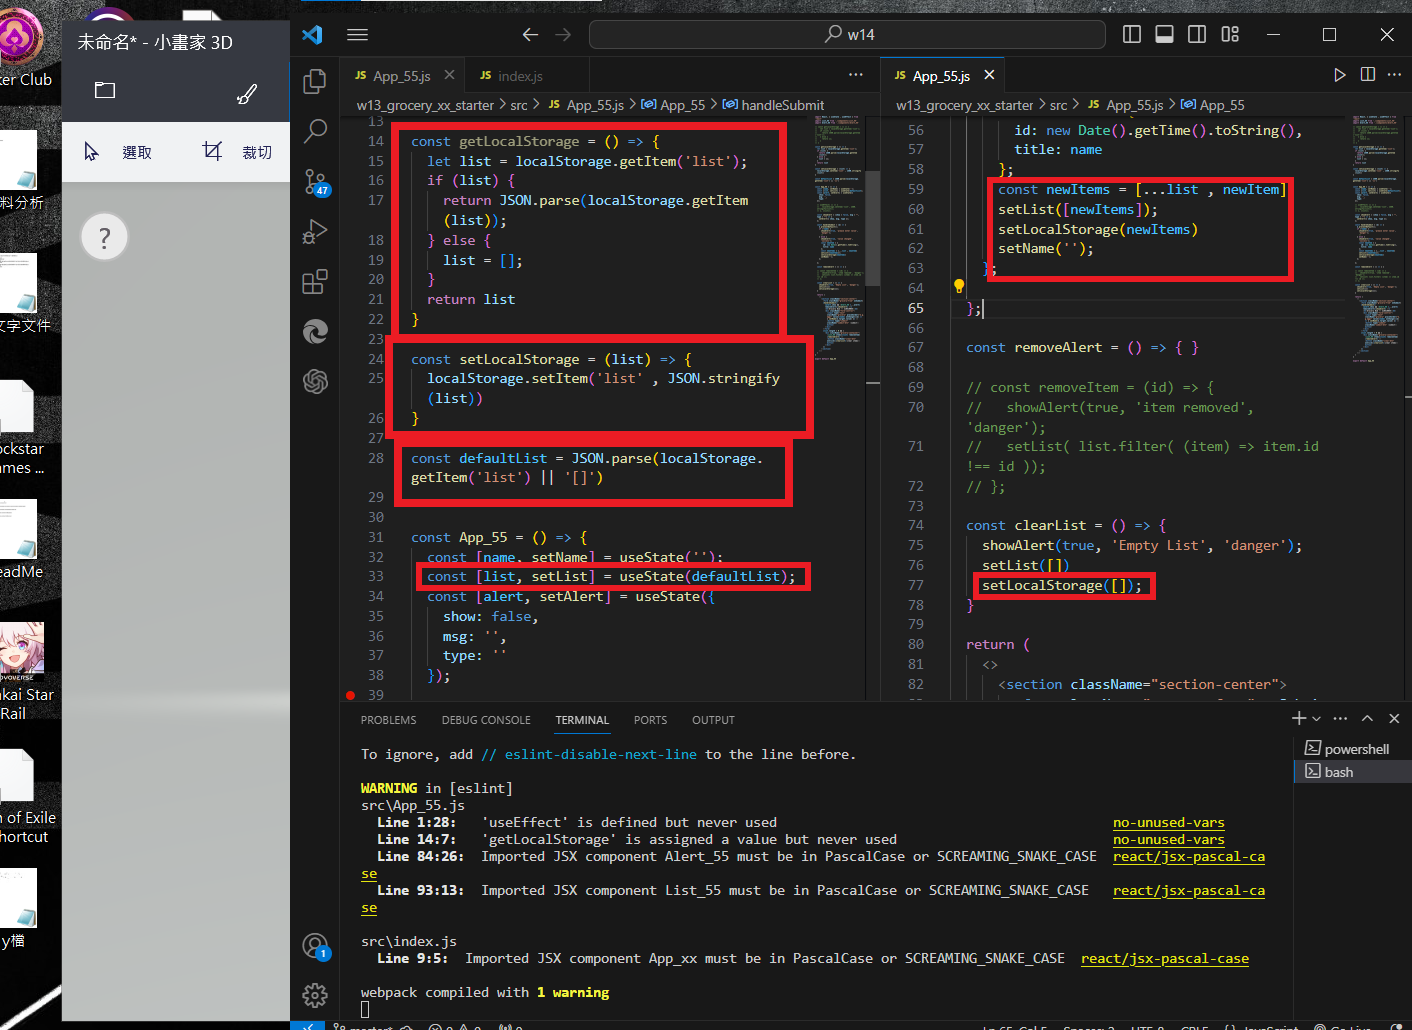 ker Club
料分析
文字文件
ockstar
ames ...
eadMe
kai Star
Rail
n of Exile
hortcut
y檔
未命名* - 小畫家 3D
選取
裁切
?
w14
JS App_55.js
JS index.js
...
w13_grocery_xx_starter > src > JS App_55.js > App_55 > handleSubmit
13
14 const getLocalStorage = () => {
15 let list = localStorage.getItem('list');
16 if (list) {
17 return JSON.parse(localStorage.getItem
(list));
18 } else {
19 list = [];
20 }
21 return list
22 }
23
24 const setLocalStorage = (list) => {
25 localStorage.setItem('list' , JSON.stringify
(list))
26 }
27
28 const defaultList = JSON.parse(localStorage.
getItem('list') || '[]')
29
30
31 const App_55 = () => {
32 const [name, setName] = useState('');
33 const [list, setList] = useState(defaultList);
34 const [alert, setAlert] = useState({
35 show: false,
36 msg: '',
37 type: ''
38 });
39
JS App_55.js
...
w13_grocery_xx_starter > src > JS App_55.js > App_55
56 id: new Date().getTime().toString(),
57 title: name
58 };
59 const newItems = [...list , newItem]
60 setList([newItems]);
61 setLocalStorage(newItems)
62 setName('');
63 };
64
65 };
66
67 const removeAlert = () => { }
68
69 // const removeItem = (id) => {
70 // showAlert(true, 'item removed',
'danger');
71 // setList( list.filter( (item) => item.id
!== id ));
72 // };
73
74 const clearList = () => {
75 showAlert(true, 'Empty List', 'danger');
76 setList([])
77 setLocalStorage([]);
78 }
79
80 return (
81 <>
82 <section className="section-center">
47
1
PROBLEMS DEBUG CONSOLE TERMINAL PORTS OUTPUT
powershell
bash
To ignore, add // eslint-disable-next-line to the line before.
WARNING in [eslint]
src\App_55.js
Line 1:28: 'useEffect' is defined but never used no-unused-vars
Line 14:7: 'getLocalStorage' is assigned a value but never used no-unused-vars
Line 84:26: Imported JSX component Alert_55 must be in PascalCase or SCREAMING_SNAKE_CASE react/jsx-pascal-ca
se
Line 93:13: Imported JSX component List_55 must be in PascalCase or SCREAMING_SNAKE_CASE react/jsx-pascal-ca
se
src\index.js
Line 9:5: Imported JSX component App_xx must be in PascalCase or SCREAMING_SNAKE_CASE react/jsx-pascal-case
webpack compiled with 1 warning